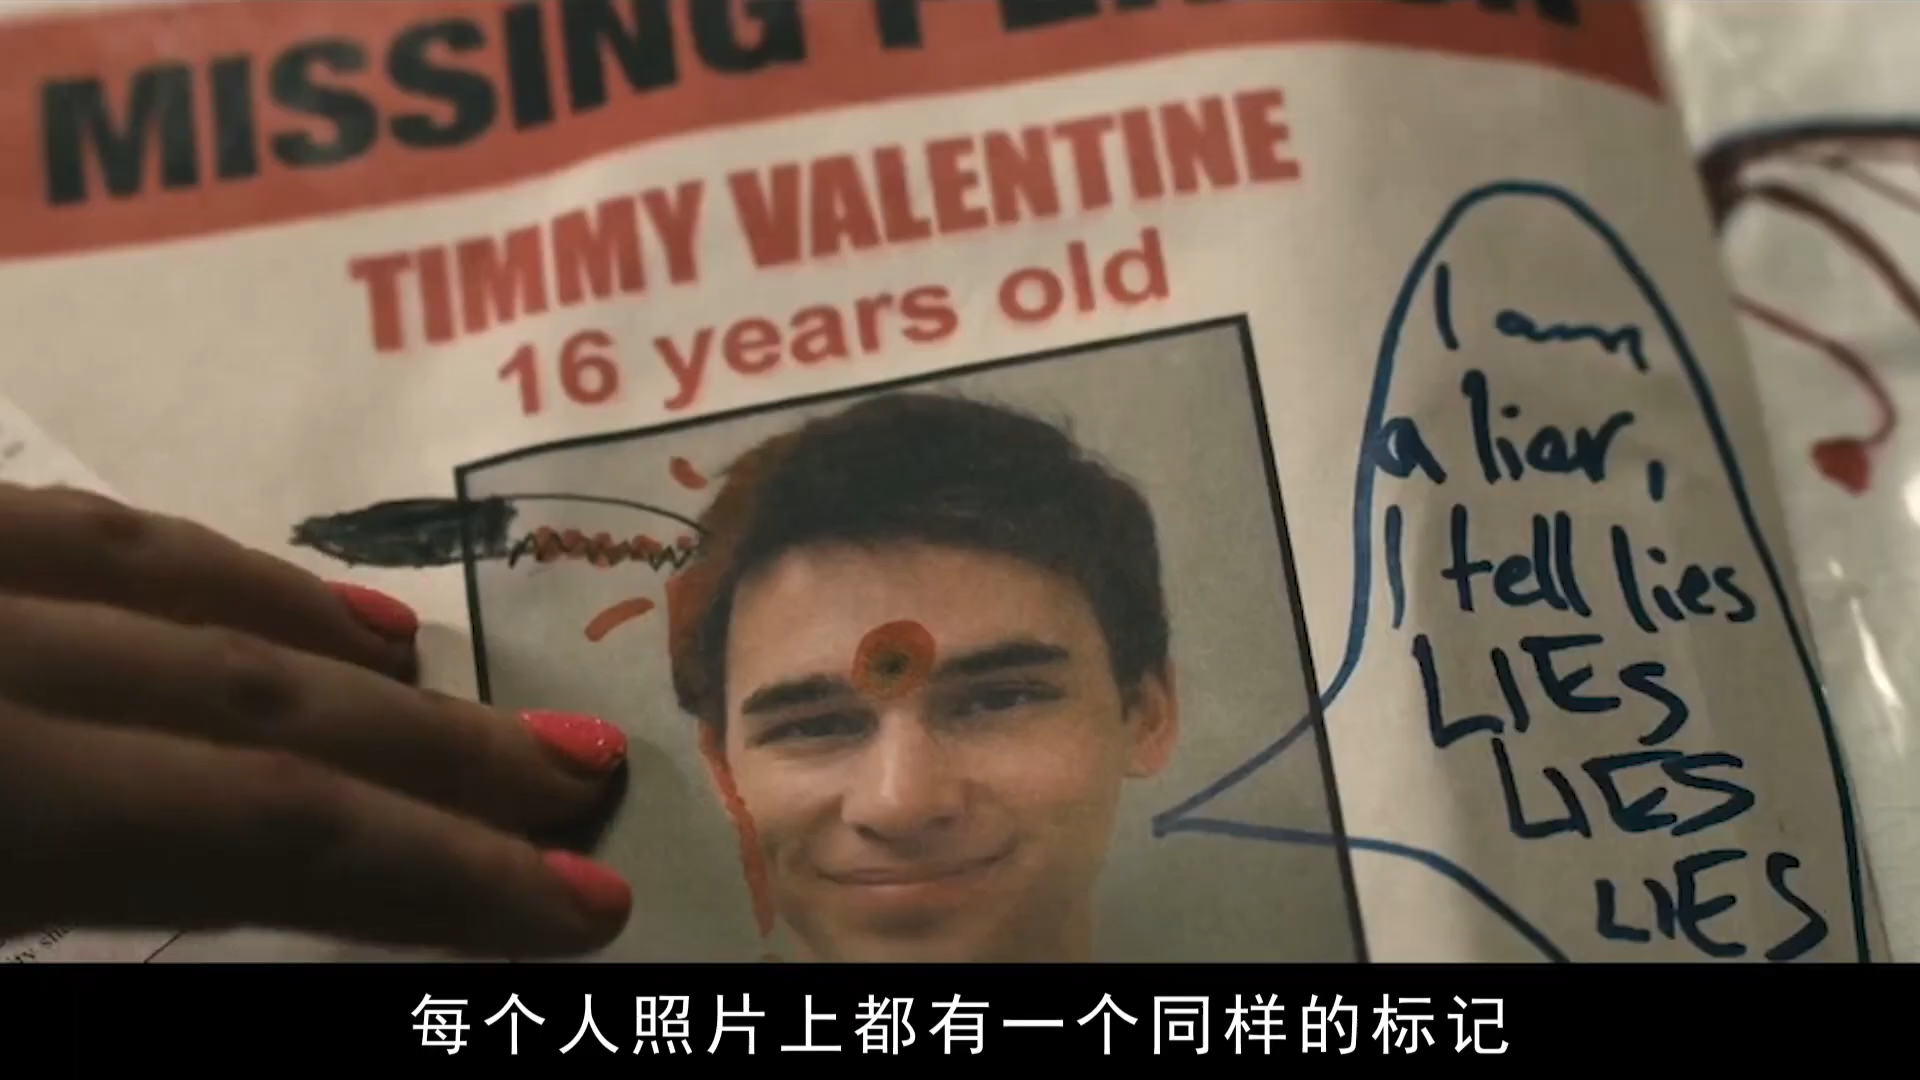 MISSING
TIMMY VALENTINE
16 years old
I am
a liar,
I tell lies
LIES
LIES
LIES
每个人照片上都有一个同样的标记